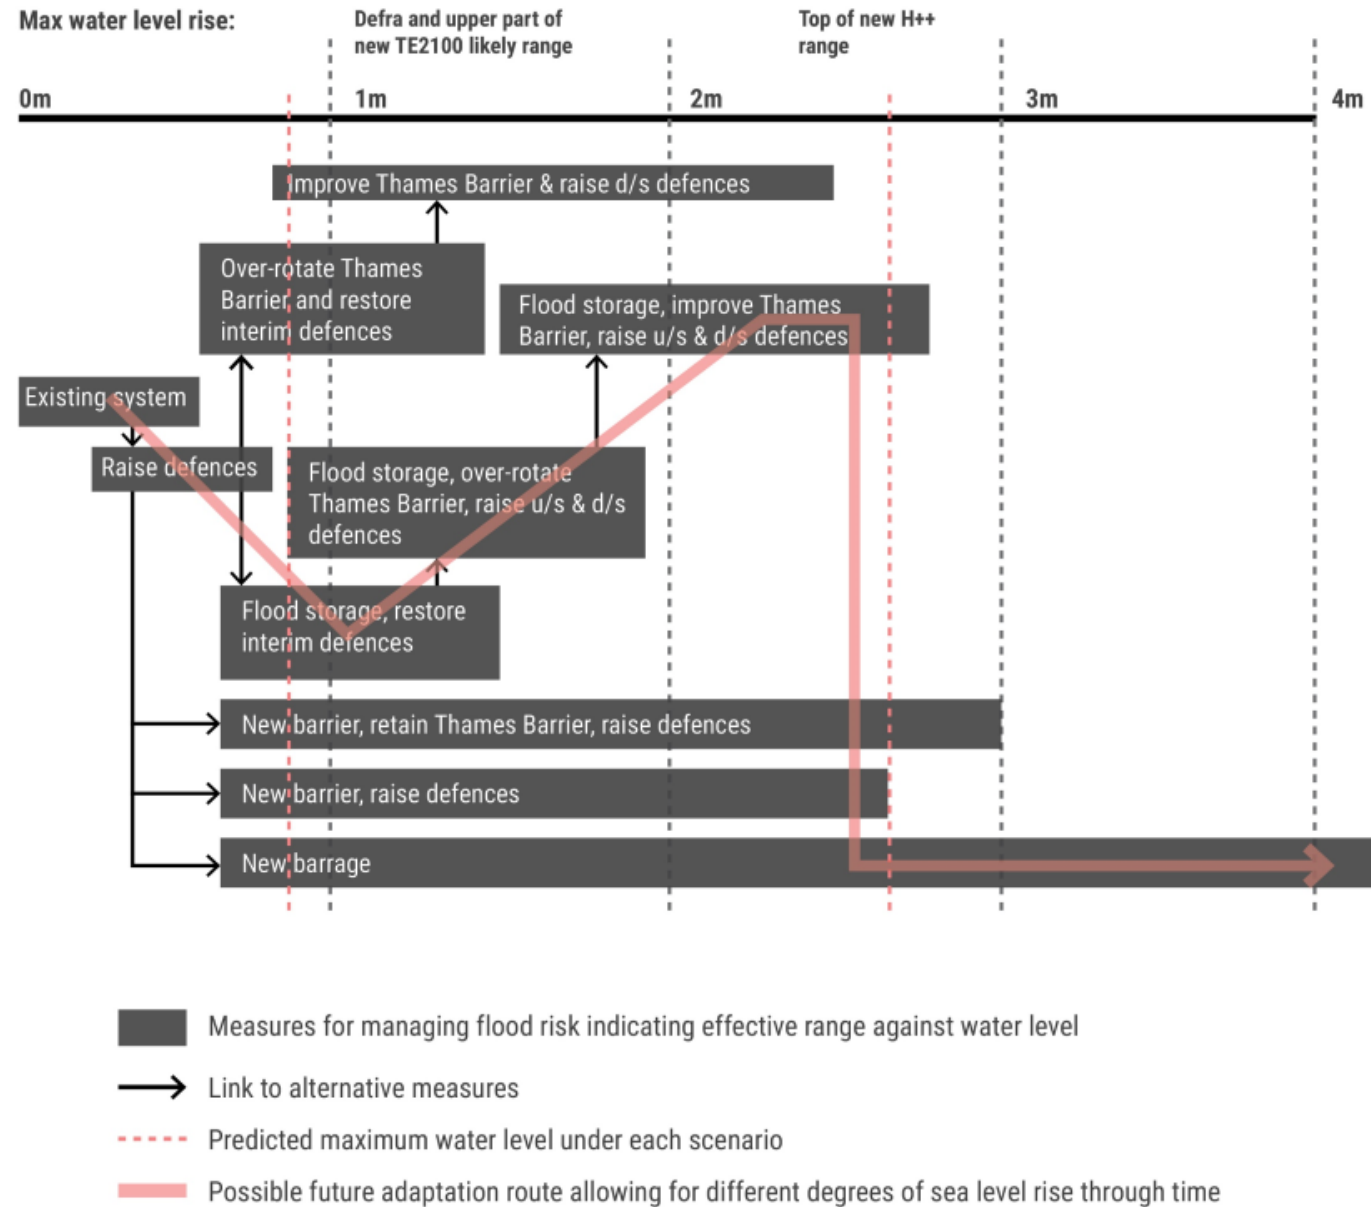 Max water level rise:
Defra and upper part of
new TE2100 likely range
Top of new H++
range
0m
1m
2m
3m
4m
Improve Thames Barrier & raise d/s defences
Over-rotate Thames
Barrier and restore
interim defences
Flood storage, improve Thames
Barrier, raise u/s & d/s defences
Existing system
Raise defences
Flood storage, over-rotate
Thames Barrier, raise u/s & d/s
defences
Flood storage, restore
interim defences
New barrier, retain Thames Barrier, raise defences
New barrier, raise defences
New barrage
Measures for managing flood risk indicating effective range against water level
Link to alternative measures
Predicted maximum water level under each scenario
Possible future adaptation route allowing for different degrees of sea level rise through time